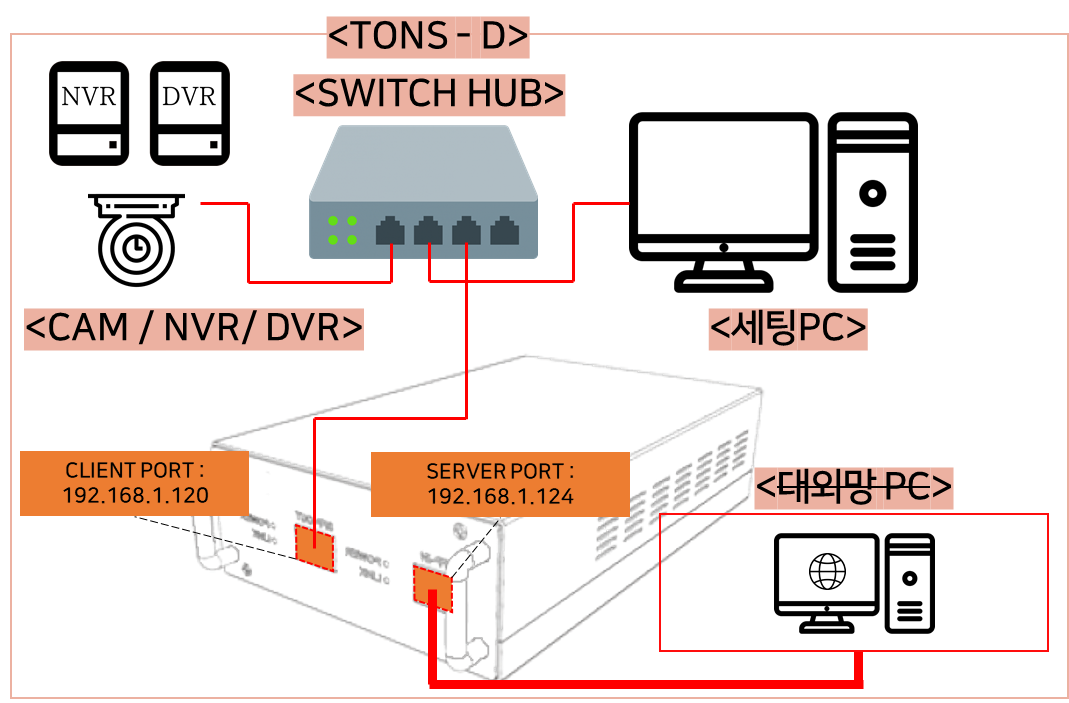 <TONS - D>
<SWITCH HUB>
NVR
DVR
<CAM / NVR/ DVR>
<세팅PC>
CLIENT PORT :
192.168.1.120
SERVER PORT :
192.168.1.124
<대외망 PC>